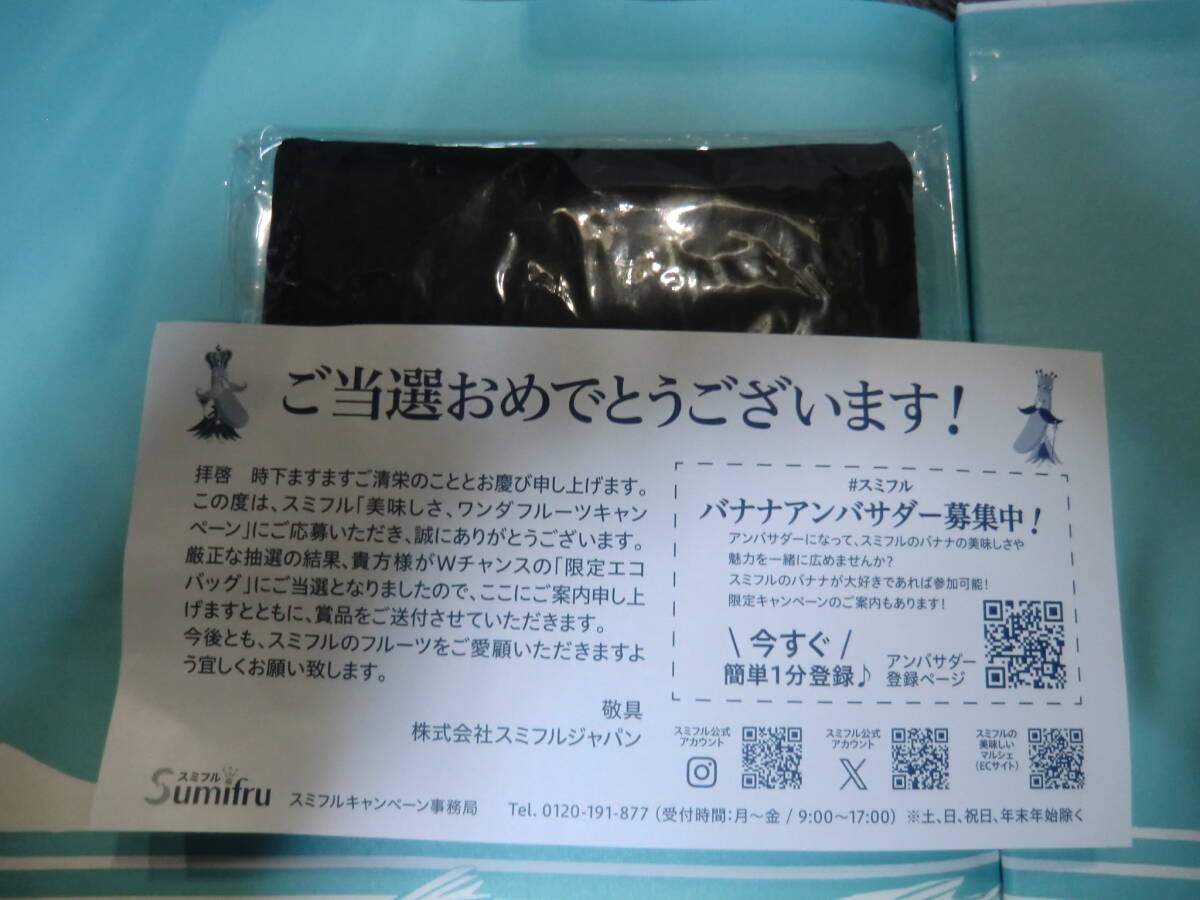 ご当選おめでとうございます!
拝啓　時下ますますご清栄のこととお慶び申し上げます。
この度は、スミフル「美味しさ、ワンダフルーツキャン
ペーン」にご応募いただき、誠にありがとうございます。
厳正な抽選の結果、貴方様がWチャンスの「限定エコ
バッグ」にご当選となりましたので、ここにご案内申し上
げますとともに、賞品をご送付させていただきます。
今後とも、スミフルのフルーツをご愛顧いただきますよ
う宜しくお願い致します。
敬具
株式会社スミフルジャパン
#スミフル
バナナアンバサダー募集中!
アンバサダーになって、スミフルのバナナの美味しさや
魅力を一緒に広めませんか?
スミフルのバナナが大好きであれば参加可能!
限定キャンペーンのご案内もあります!
\ 今すぐ /
簡単1分登録♪
アンバサダー
登録ページ
スミフル公式
アカウント
スミフル公式
アカウント
スミフルの
美味しい
マルシェ
(ECサイト)
スミフル
Sumifru
スミフルキャンペーン事務局　Tel. 0120-191-877 (受付時間:月〜金 / 9:00〜17:00) ※土、日、祝日、年末年始除く